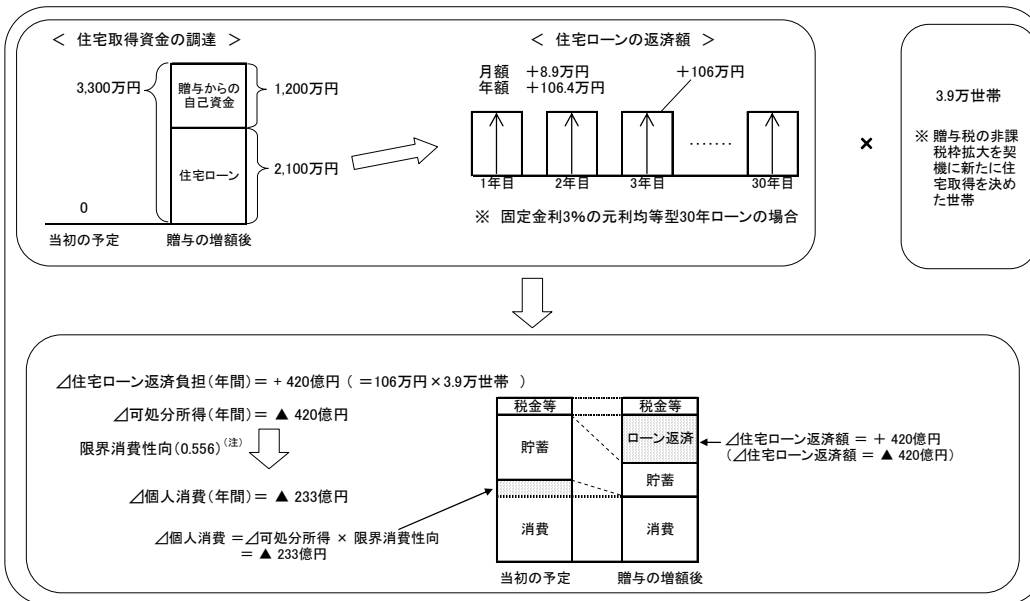 ＜ 住宅取得資金の調達 ＞
3,300万円
贈与からの
自己資金
1,200万円
住宅ローン
2,100万円
0
当初の予定
贈与の増額後
＜ 住宅ローンの返済額 ＞
月額 ＋8.9万円
年額 ＋106.4万円
＋106万円
‥‥‥‥
1年目
2年目
3年目
30年目
※ 固定金利3％の元利均等型30年ローンの場合
×
3.9万世帯
※ 贈与税の非課
税枠拡大を契
機に新たに住
宅取得を決め
た世帯
⊿住宅ローン返済負担（年間）＝ + 420億円（ ＝106万円×3.9万世帯 ）
⊿可処分所得（年間）＝ ▲ 420億円
限界消費性向（0.556）（注）
⊿個人消費（年間）＝ ▲ 233億円
⊿個人消費 ＝⊿可処分所得 × 限界消費性向
＝ ▲ 233億円
税金等
貯蓄
消費
当初の予定
税金等
ローン返済
貯蓄
消費
贈与の増額後
⊿住宅ローン返済額 ＝ + 420億円
（⊿住宅ローン返済額 ＝ ▲ 420億円）